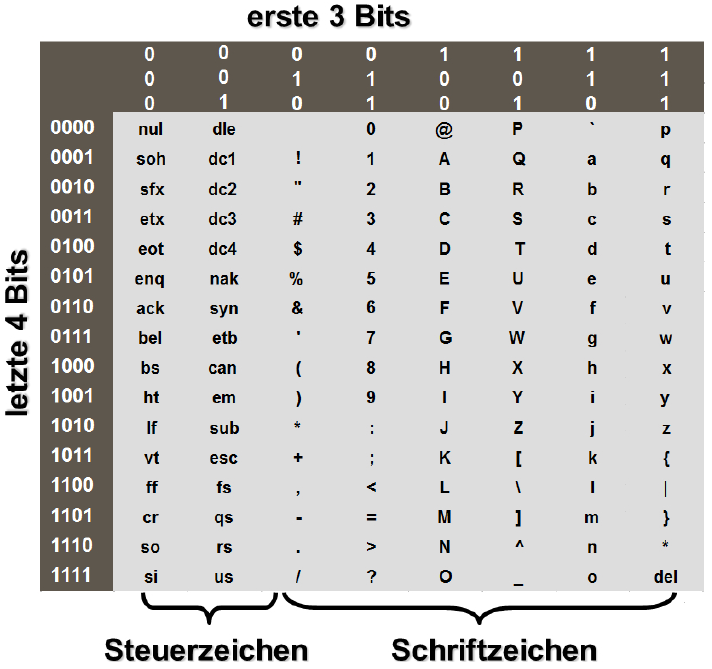 erste 3 Bits
0 0 0 0 1 1 1 1
0 0 1 1 0 0 1 1
0 1 0 1 0 1 0 1
letzte 4 Bits
0000 nul dle 0 @ P ` p
0001 soh dc1 ! 1 A Q a q
0010 sfx dc2 " 2 B R b r
0011 etx dc3 # 3 C S c s
0100 eot dc4 $ 4 D T d t
0101 enq nak % 5 E U e u
0110 ack syn & 6 F V f v
0111 bel etb ' 7 G W g w
1000 bs can ( 8 H X h x
1001 ht em ) 9 I Y i y
1010 lf sub * : J Z j z
1011 vt esc + ; K [ k {
1100 ff fs , < L \ l |
1101 cr qs - = M ] m }
1110 so rs . > N ^ n *
1111 si us / ? O _ o del
Steuerzeichen Schriftzeichen